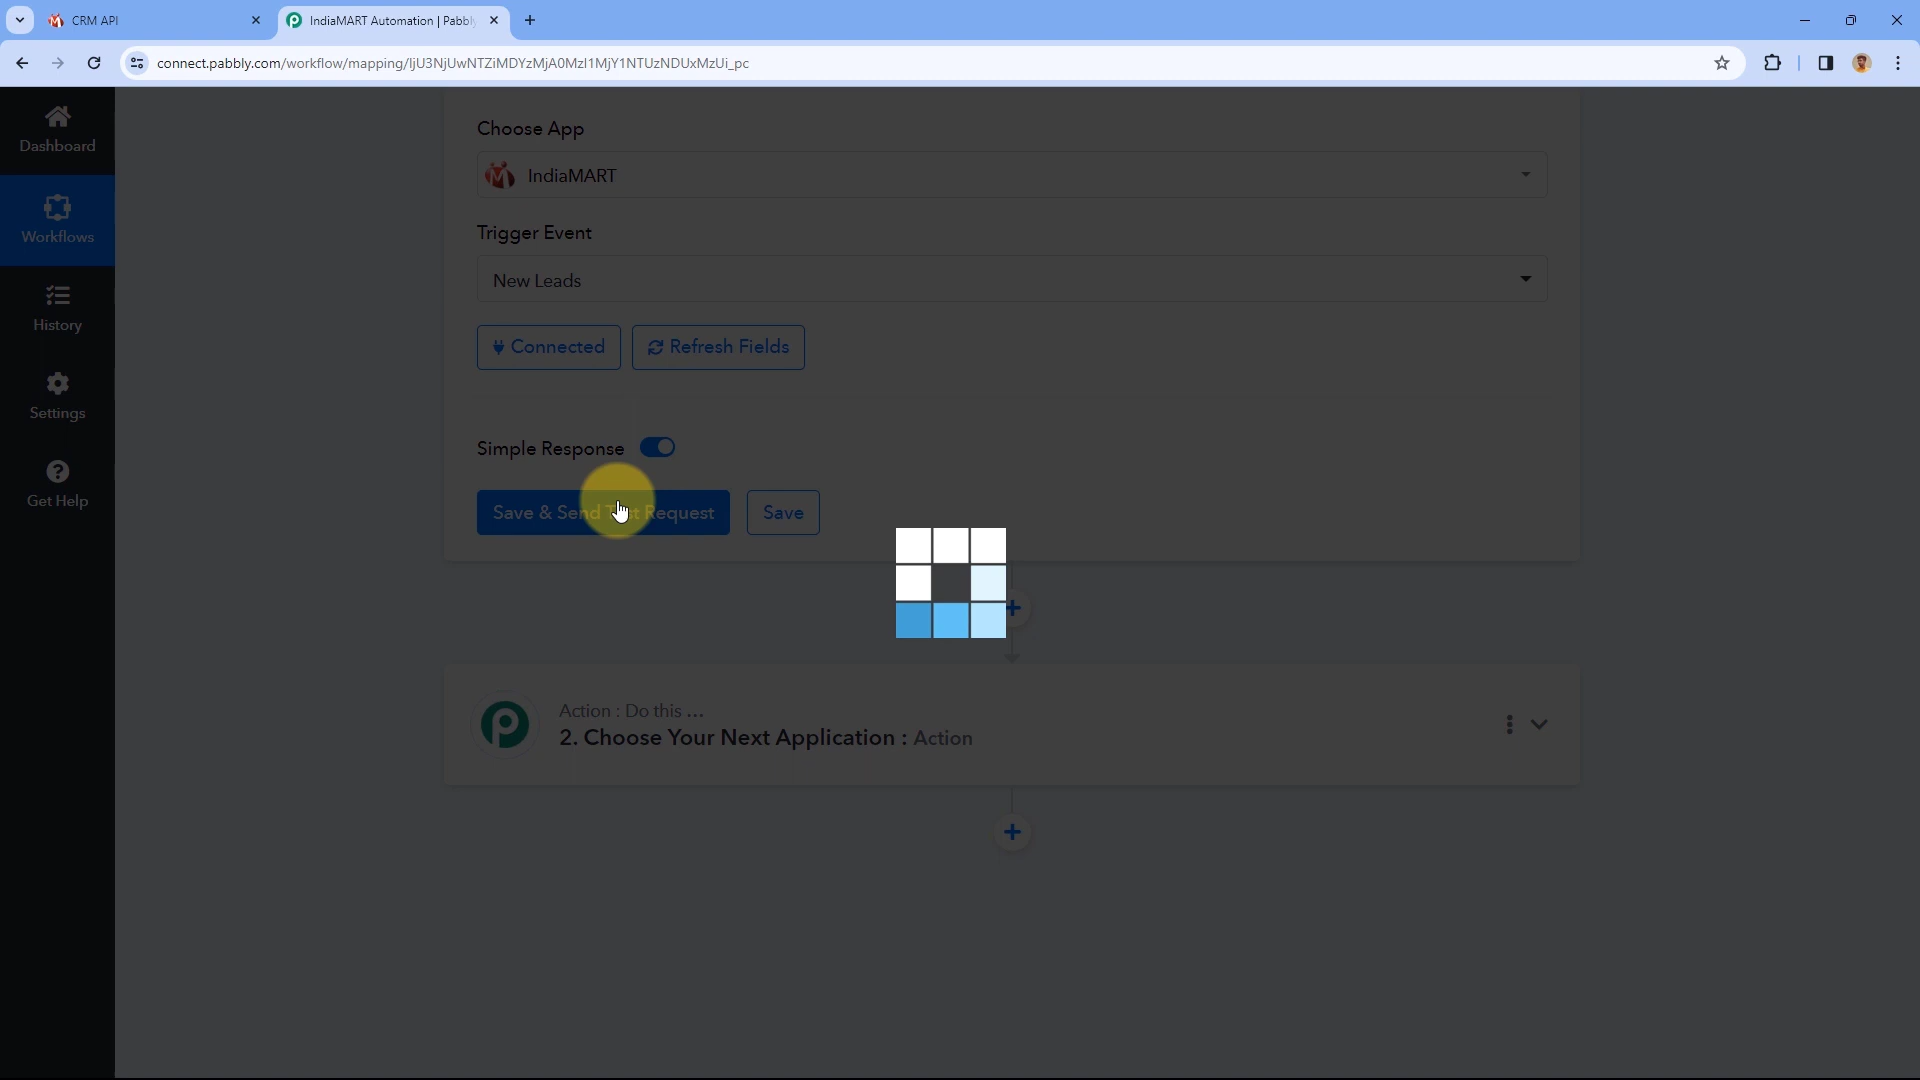 CRM API
IndiaMART Automation | Pabbly
connect.pabbly.com/workflow/mapping/IjU3NjUwNTZiMDYzMjA0MzI1MjY1NTUzNDUxMzUi_pc
Dashboard
Workflows
History
Settings
Get Help
Choose App
IndiaMART
Trigger Event
New Leads
Connected
Refresh Fields
Simple Response
Save & Send Test Request
Save
Action : Do this ...
2. Choose Your Next Application : Action